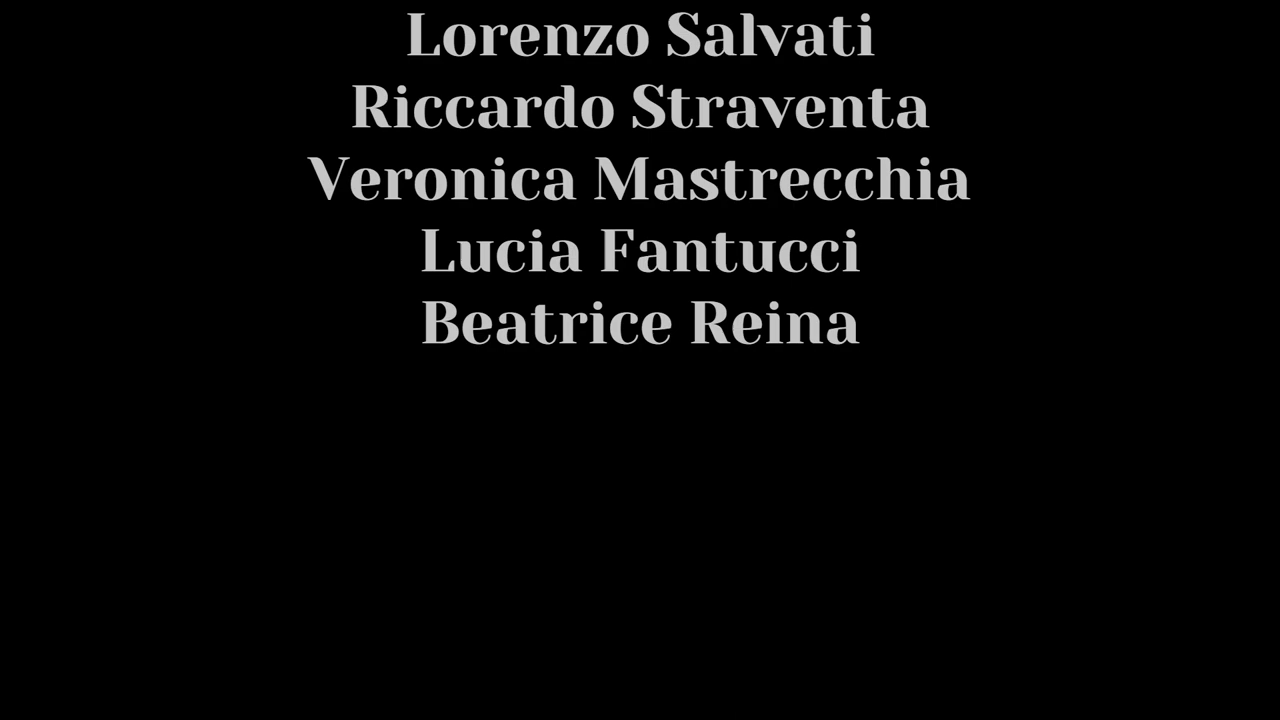 Lorenzo Salvati
Riccardo Straventa
Veronica Mastrecchia
Lucia Fantucci
Beatrice Reina